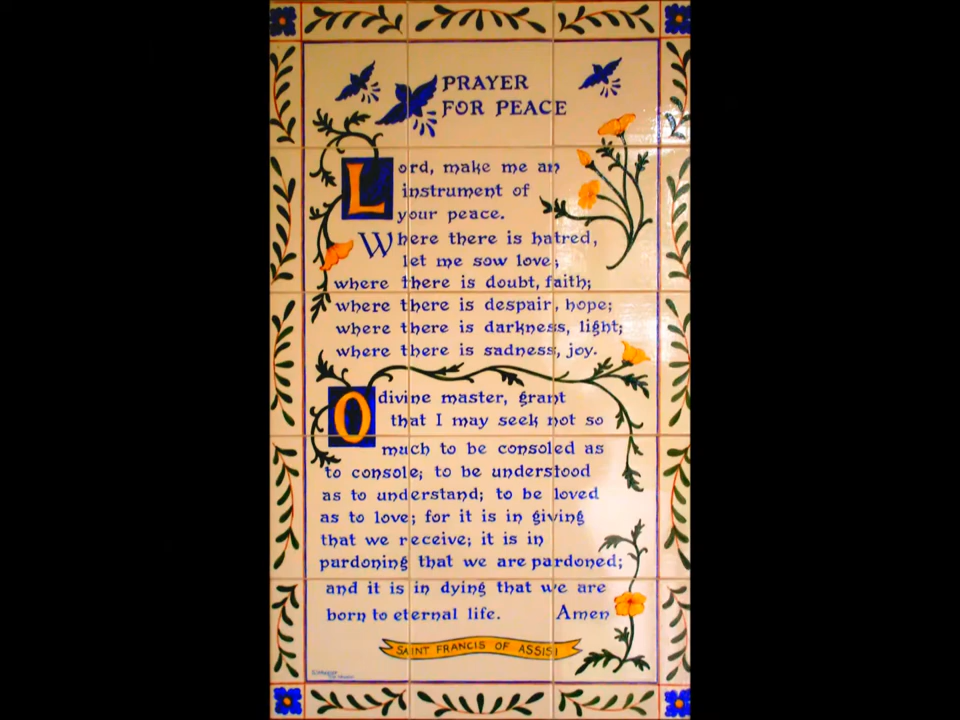 PRAYER
FOR PEACE
Lord, make me an
instrument of
your peace.
Where there is hatred,
let me sow love;
where there is doubt, faith;
where there is despair, hope;
where there is darkness, light;
where there is sadness, joy.
O divine master, grant
that I may seek not so
much to be consoled as
to console; to be understood
as to understand; to be loved
as to love; for it is in giving
that we receive; it is in
pardoning that we are pardoned;
and it is in dying that we are
born to eternal life. Amen
SAINT FRANCIS OF ASSISI